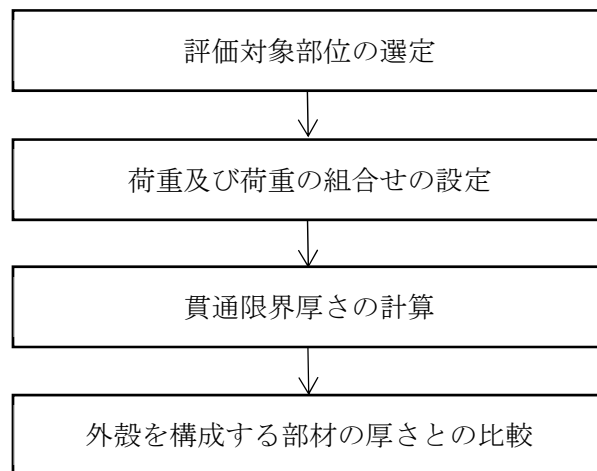 評価対象部位の選定
荷重及び荷重の組合せの設定
貫通限界厚さの計算
外殻を構成する部材の厚さとの比較